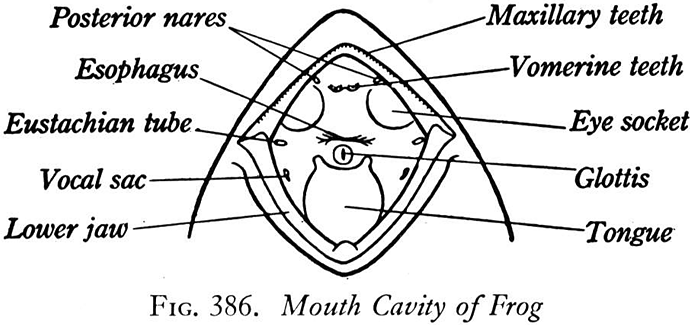 Posterior nares
Maxillary teeth
Esophagus
Vomerine teeth
Eustachian tube
Eye socket
Vocal sac
Glottis
Lower jaw
Tongue
FIG. 386. Mouth Cavity of Frog